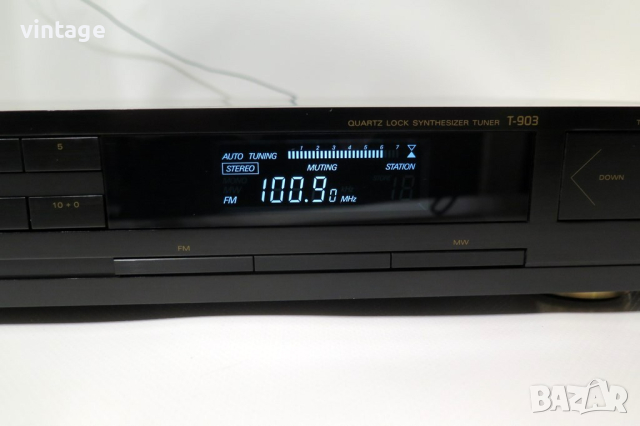 vintage
QUARTZ LOCK SYNTHESIZER TUNER T-903
5
AUTO TUNING 1 2 3 4 5 6 7
STEREO MUTING STATION
FM 100.90 MHz
DOWN
10+0
FM MW
BAZAR